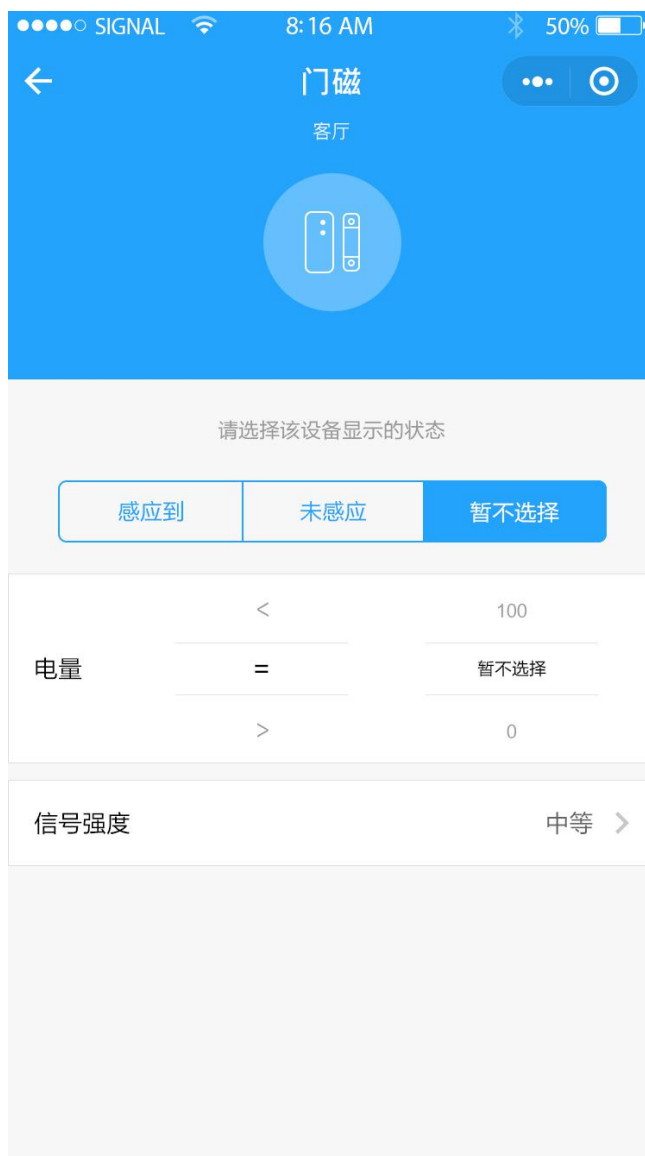 SIGNAL 8:16 AM 50%
门磁
客厅
请选择该设备显示的状态
感应到 未感应 暂不选择
< 100
电量 = 暂不选择
> 0
信号强度 中等 >